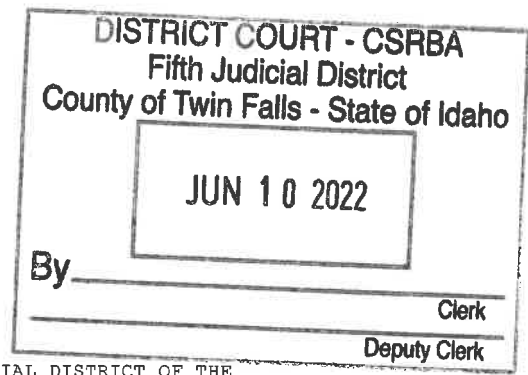 DISTRICT COURT - CSRBA
Fifth Judicial District
County of Twin Falls - State of Idaho
JUN 10 2022
By
Clerk
Deputy Clerk
IAL DISTRICT OF THE